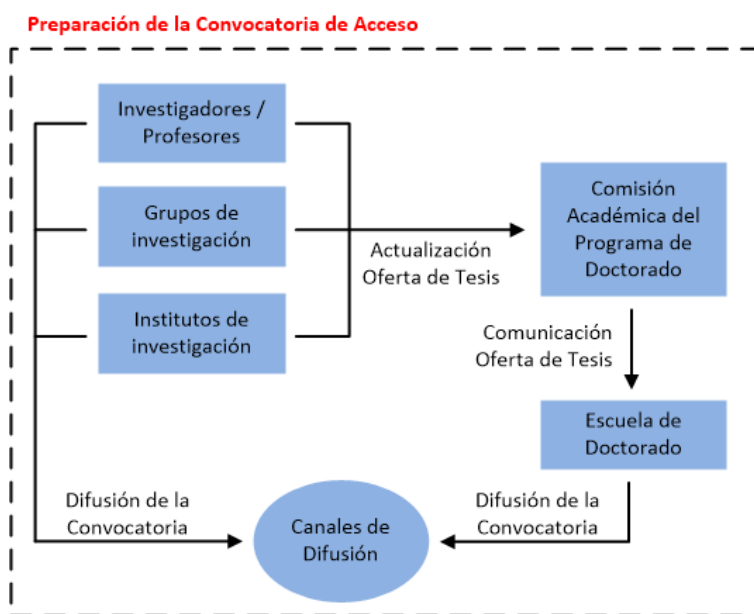 Preparación de la Convocatoria de Acceso
Investigadores /
Profesores
Grupos de
investigación
Institutos de
investigación
Actualización
Oferta de Tesis
Comisión
Académica del
Programa de
Doctorado
Comunicación
Oferta de Tesis
Escuela de
Doctorado
Difusión de la
Convocatoria
Canales de
Difusión
Difusión de la
Convocatoria